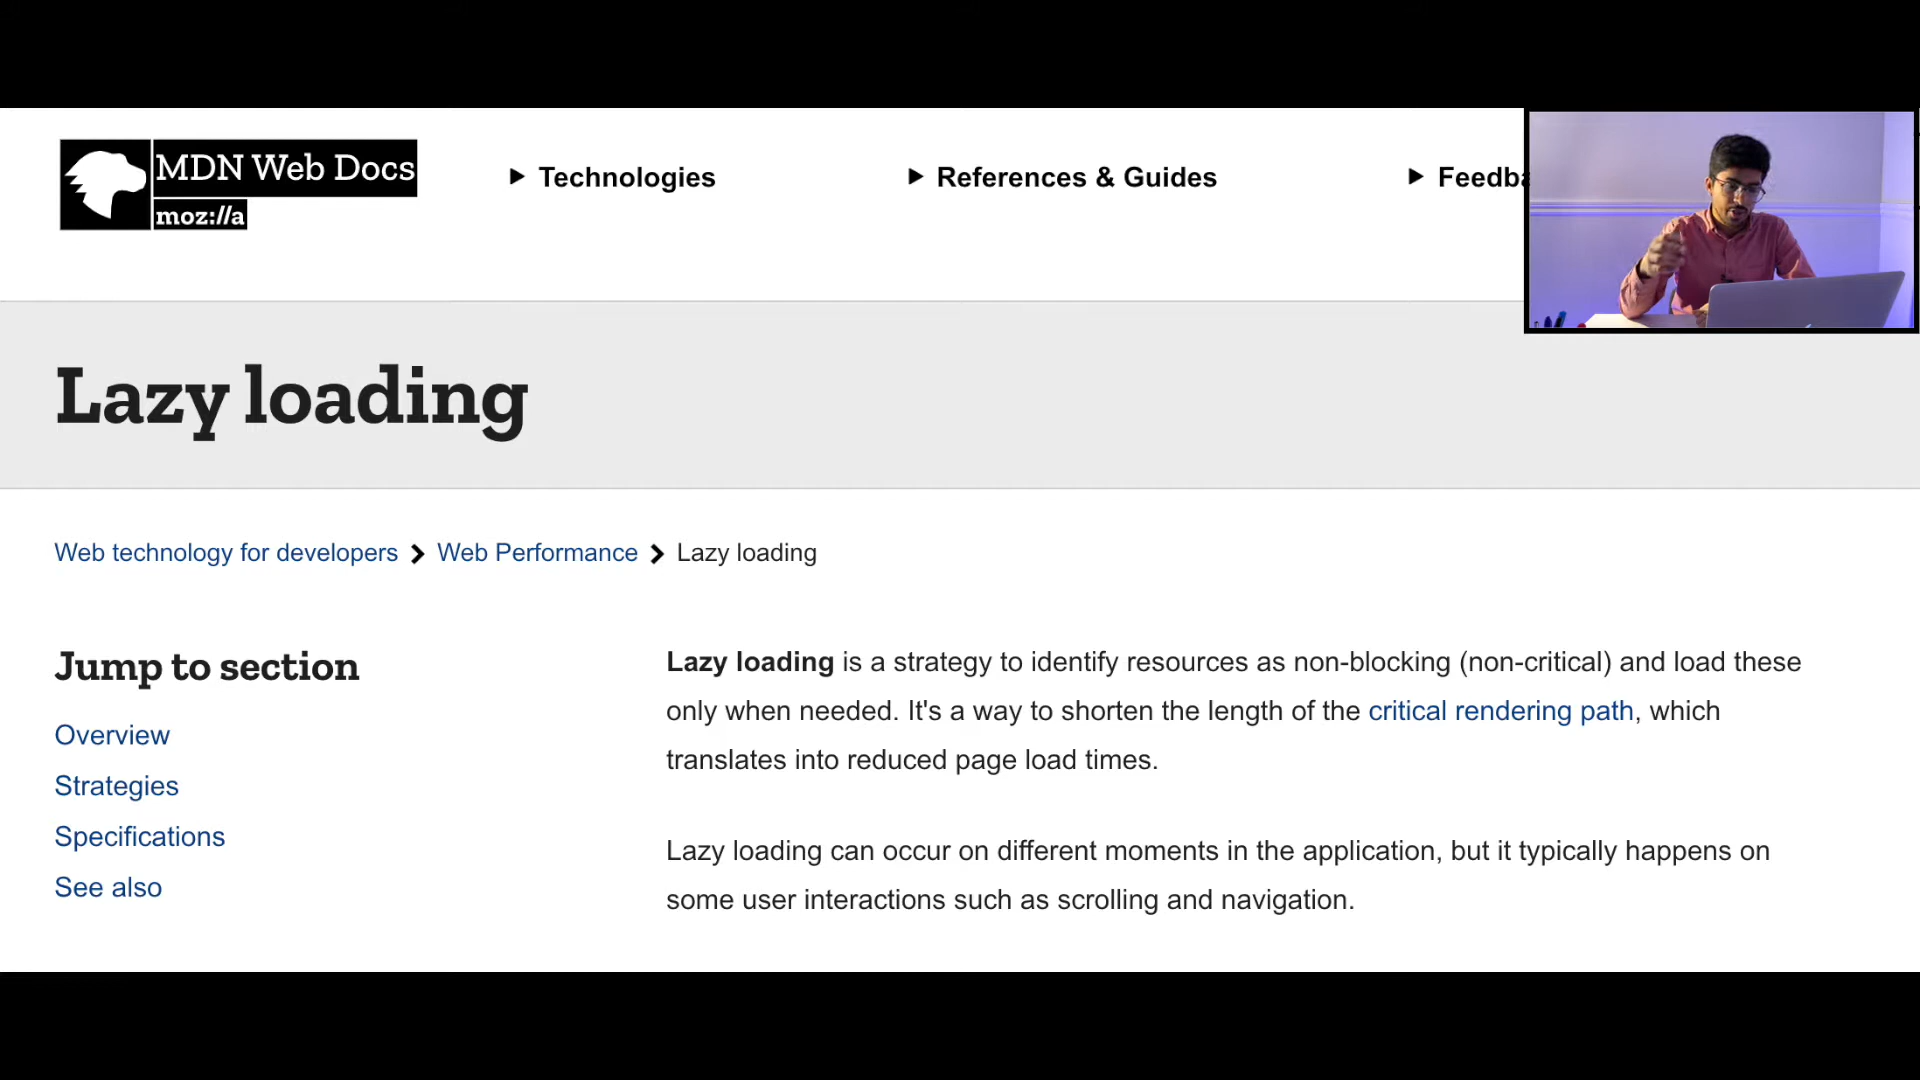 MDN Web Docs
moz://a
Technologies
References & Guides
Lazy loading
Web technology for developers
Web Performance
Lazy loading
Jump to section
Overview
Strategies
Specifications
See also
Lazy loading is a strategy to identify resources as non-blocking (non-critical) and load these
only when needed. It's a way to shorten the length of the critical rendering path, which
translates into reduced page load times.
Lazy loading can occur on different moments in the application, but it typically happens on
some user interactions such as scrolling and navigation.